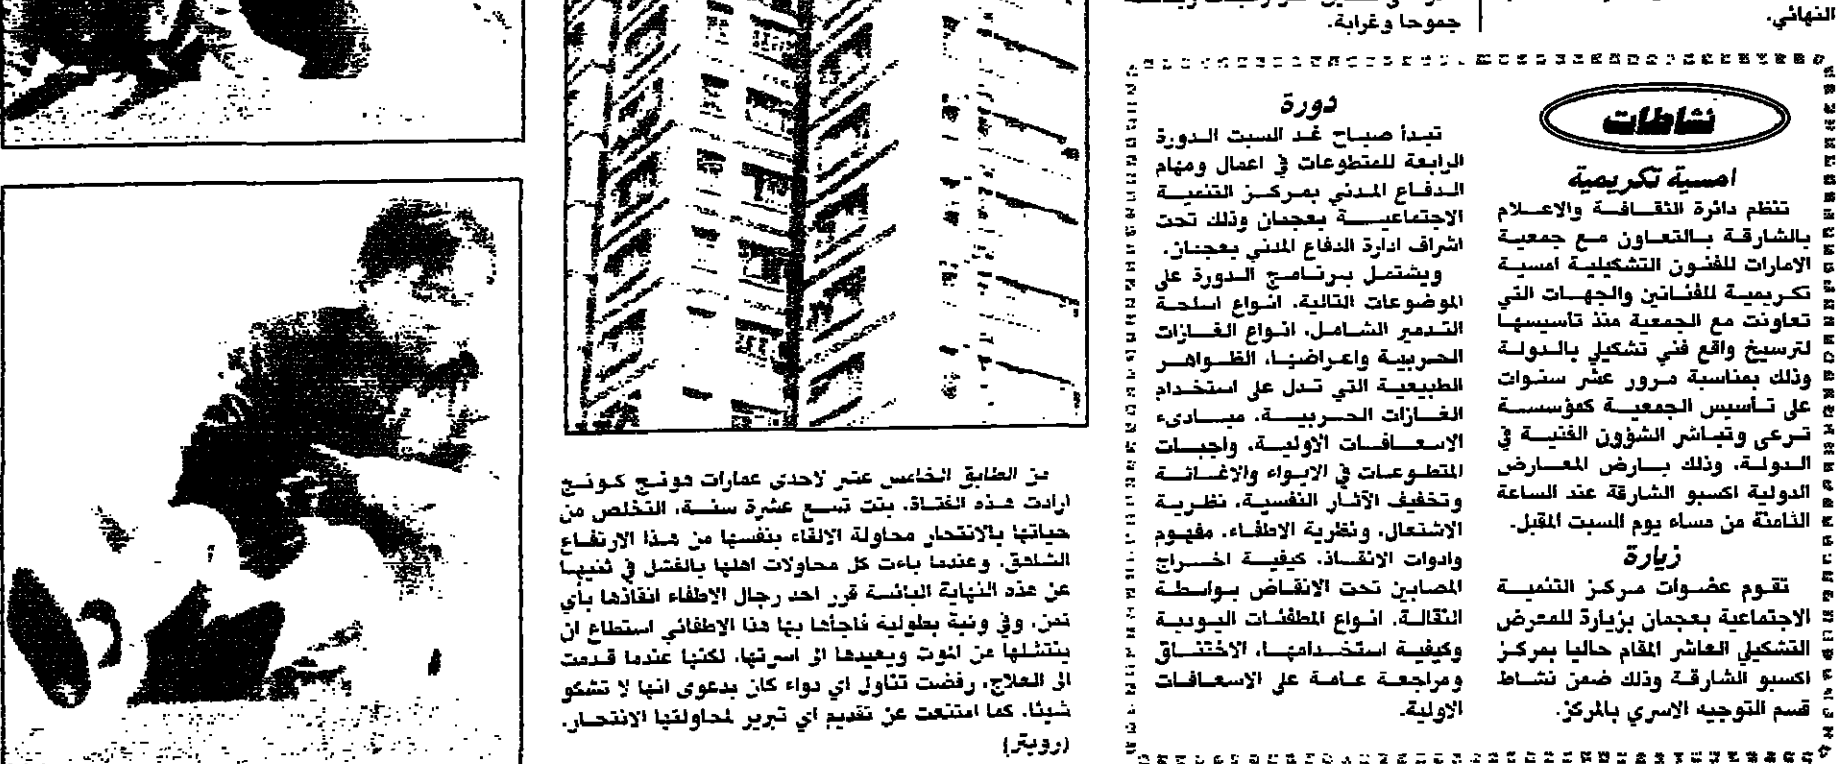 النهائي.
جموحا وغرابة.
نشاطات
امسية تكريمية
تنظم دائرة الثقافة والاعلام
بالشارقة بالتعاون مع جمعية
الامارات للفنون التشكيلية امسية
تكريمية للفنانين والجهات التي
تعاونت مع الجمعية منذ تأسيسها
لترسيخ واقع فني تشكيلي بالدولة
وذلك بمناسبة مرور عشر سنوات
على تأسيس الجمعية كمؤسسة
ترعى وتباشر الشؤون الفنية في
الدولة، وذلك بارض المعارض
الدولية اكسبو الشارقة عند الساعة
الثامنة من مساء يوم السبت المقبل.
زيارة
تقوم عضوات مركز التنمية
الاجتماعية بعجمان بزيارة للمعرض
التشكيلي العاشر المقام حاليا بمركز
اكسبو الشارقة وذلك ضمن نشاط
قسم التوجيه الاسري بالمركز.
دورة
تبدأ صباح غد السبت الدورة
الرابعة للمتطوعات في اعمال ومهام
الدفاع المدني بمركز التنمية
الاجتماعية بعجمان وذلك تحت
اشراف ادارة الدفاع المدني بعجمان.
ويشتمل برنامج الدورة على
الموضوعات التالية، انواع اسلحة
التدمير الشامل، انواع الغازات
الحربية واعراضها، الظواهر
الطبيعية التي تدل على استخدام
الغازات الحربية، مبادىء
الاسعافات الاولية، واجبات
المتطوعات في الايواء والاغاثة
وتخفيف الآثار النفسية، نظرية
الاشتعال، ونظرية الاطفاء، مفهوم
وادوات الانقاذ، كيفية اخراج
المصابين تحت الانقاض بواسطة
النقالة، انواع المطفئات اليدوية
وكيفية استخدامها، الاختناق
ومراجعة عامة على الاسعافات
الاولية.
من الطابق الخامس عشر لاحدى عمارات هونج كونج
ارادت هذه الفتاة، بنت تسع عشرة سنة، التخلص من
حياتها بالانتحار محاولة الالقاء بنفسها من هذا الارتفاع
الشاهق، وعندما باءت كل محاولات اهلها بالفشل في ثنيها
عن هذه النهاية البائسة قرر احد رجال الاطفاء انقاذها بأي
ثمن، وفي وثبة بطولية فاجأها بها هذا الاطفائي استطاع ان
ينتشلها من الموت ويعيدها الى اسرتها، لكنها عندما قدمت
الى العلاج، رفضت تناول اي دواء كان بدعوى انها لا تشكو
شيئا، كما امتنعت عن تقديم اي تبرير لمحاولتها الانتحار.
(رويتر)